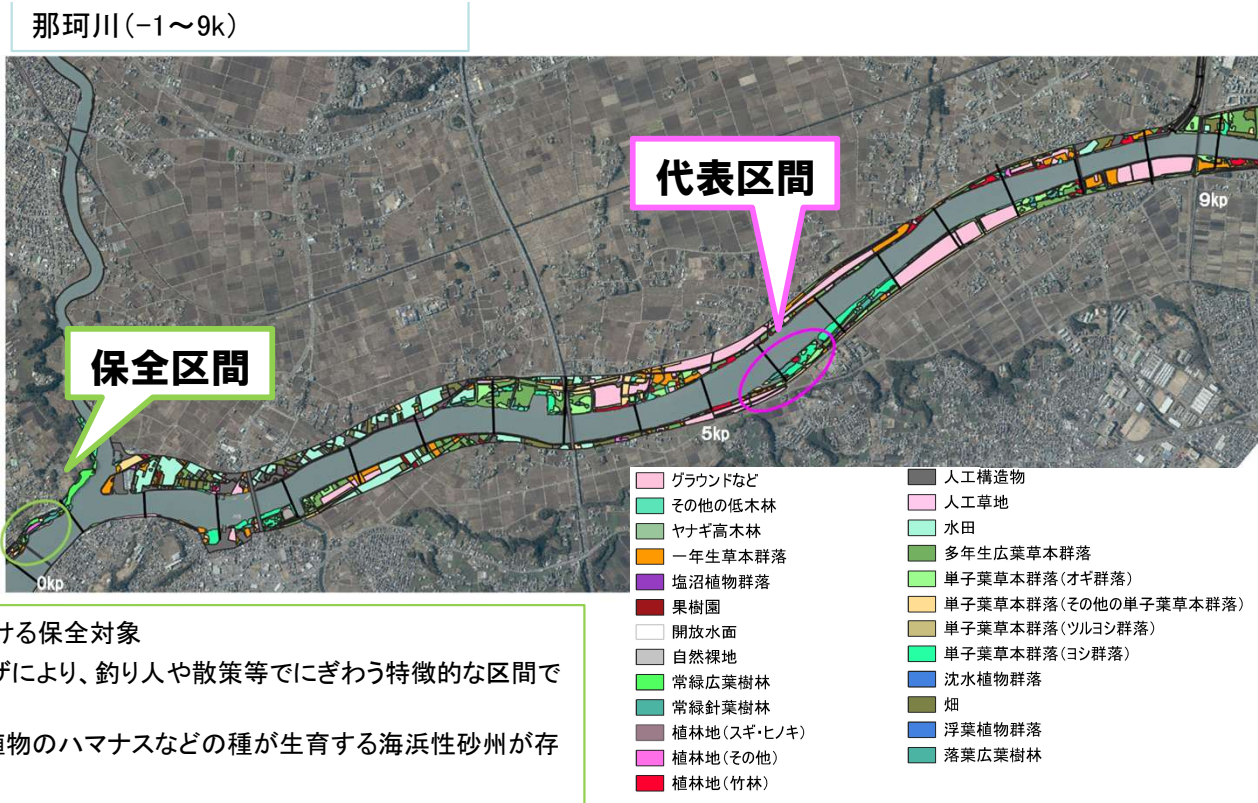 那珂川(-1～9k)
代表区間
9kp
保全区間
5kp
0kp
グラウンドなど
その他の低木林
ヤナギ高木林
一年生草本群落
塩沼植物群落
果樹園
開放水面
自然裸地
常緑広葉樹林
常緑針葉樹林
植林地(スギ・ヒノキ)
植林地(その他)
植林地(竹林)
人工構造物
人工草地
水田
多年生広葉草本群落
単子葉草本群落(オギ群落)
単子葉草本群落(その他の単子葉草本群落)
単子葉草本群落(ツルヨシ群落)
単子葉草本群落(ヨシ群落)
沈水植物群落
畑
浮葉植物群落
落葉広葉樹林
ける保全対象
ザにより、釣り人や散策等でにぎわう特徴的な区間で
植物のハマナスなどの種が生育する海浜性砂州が存